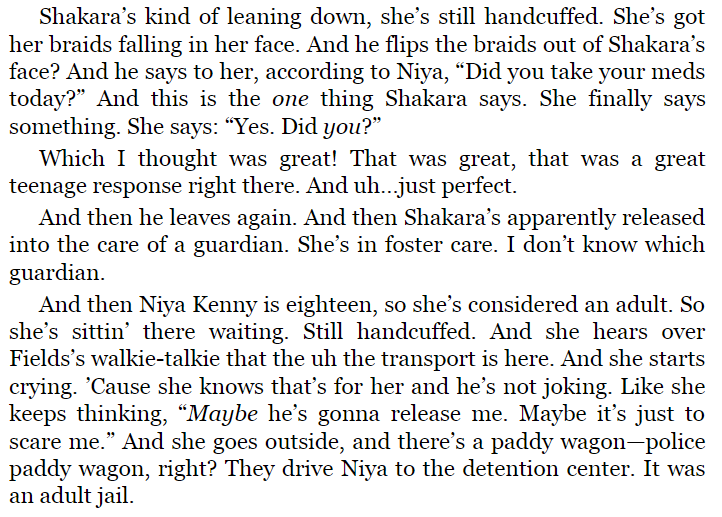 Shakara’s kind of leaning down, she’s still handcuffed. She’s got
her braids falling in her face. And he flips the braids out of Shakara’s
face? And he says to her, according to Niya, “Did you take your meds
today?” And this is the one thing Shakara says. She finally says
something. She says: “Yes. Did you?”
Which I thought was great! That was great, that was a great
teenage response right there. And uh...just perfect.
And then he leaves again. And then Shakara’s apparently released
into the care of a guardian. She’s in foster care. I don’t know which
guardian.
And then Niya Kenny is eighteen, so she’s considered an adult. So
she’s sittin’ there waiting. Still handcuffed. And she hears over
Fields’s walkie-talkie that the uh the transport is here. And she starts
crying. ’Cause she knows that’s for her and he’s not joking. Like she
keeps thinking, “Maybe he’s gonna release me. Maybe it’s just to
scare me.” And she goes outside, and there’s a paddy wagon—police
paddy wagon, right? They drive Niya to the detention center. It was
an adult jail.